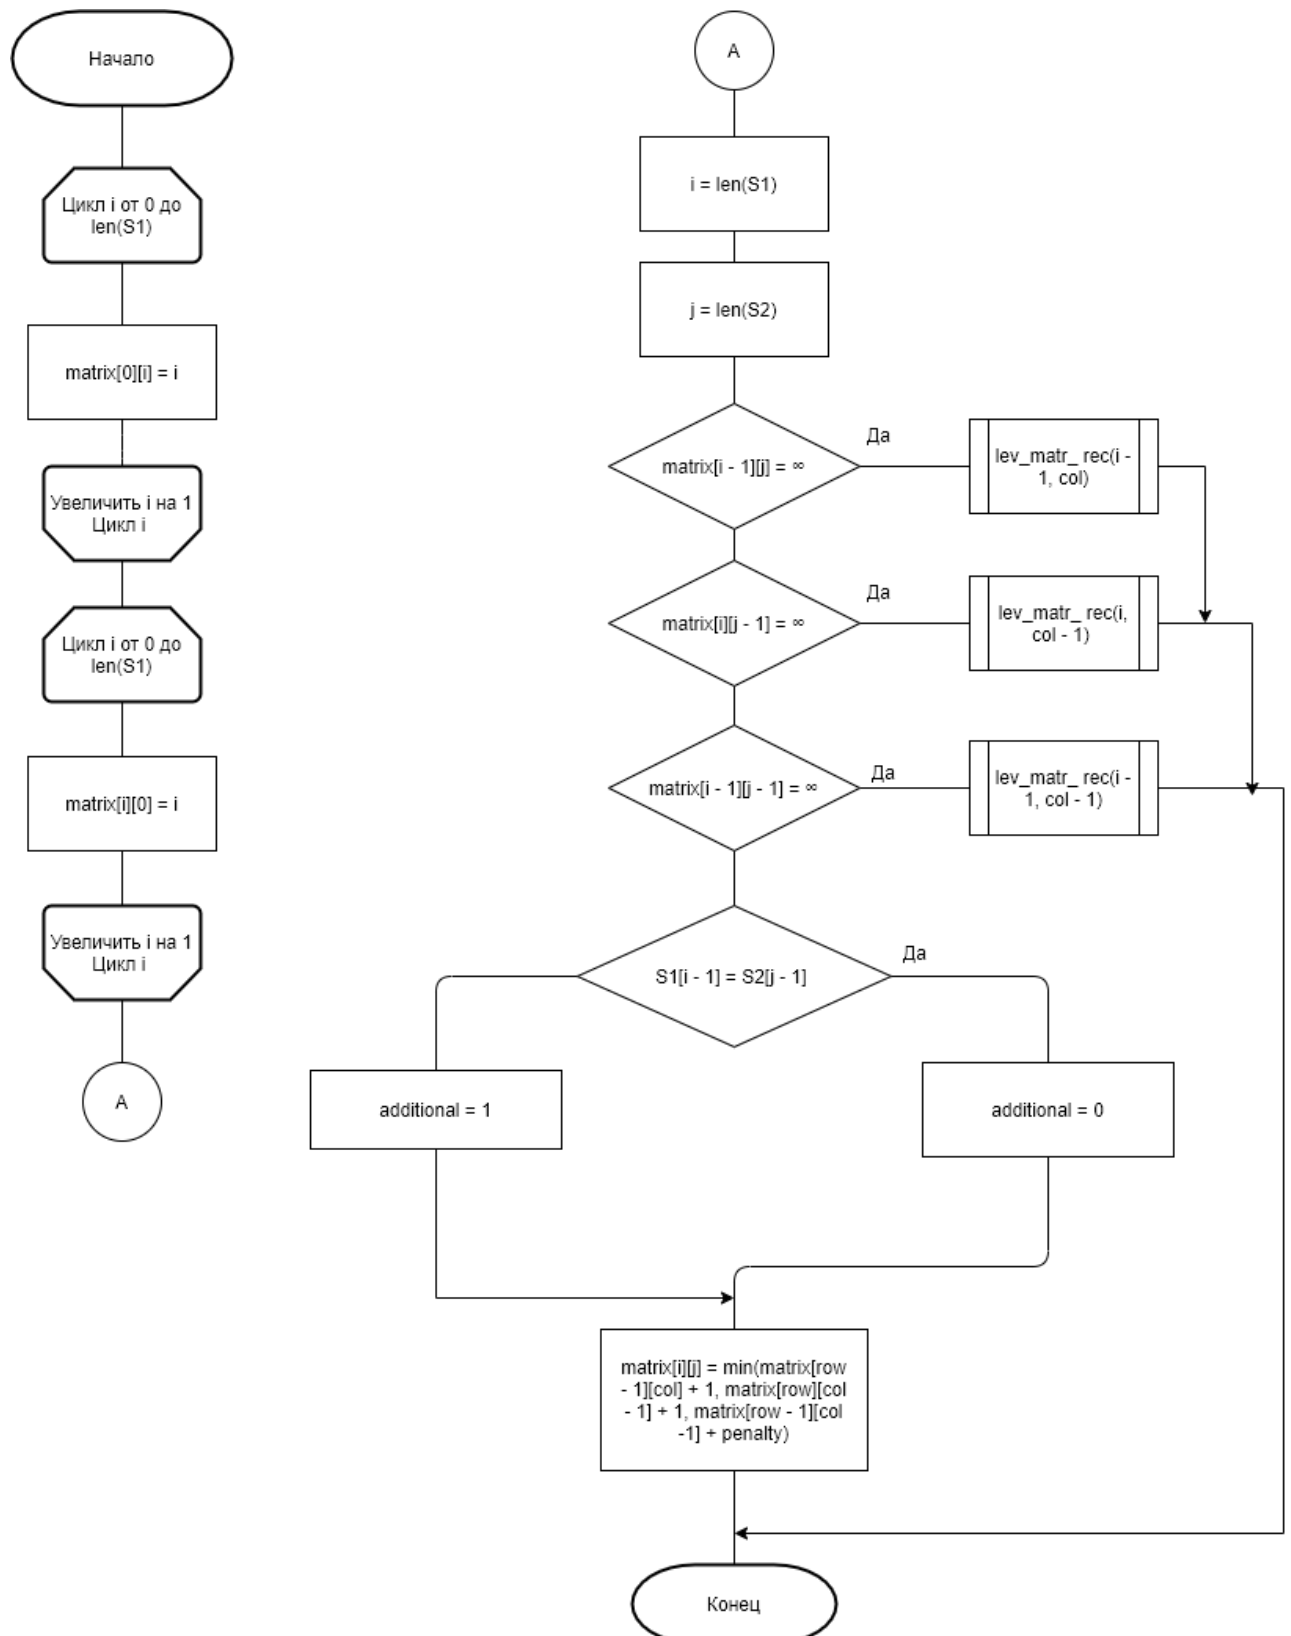 Начало
Цикл i от 0 до
len(S1)
matrix[0][i] = i
Увеличить i на 1
Цикл i
Цикл i от 0 до
len(S1)
matrix[i][0] = i
Увеличить i на 1
Цикл i
A
A
i = len(S1)
j = len(S2)
matrix[i - 1][j] = ∞
Да
lev_matr_ rec(i -
1, col)
matrix[i][j - 1] = ∞
Да
lev_matr_ rec(i,
col - 1)
matrix[i - 1][j - 1] = ∞
Да
lev_matr_ rec(i -
1, col - 1)
S1[i - 1] = S2[j - 1]
Да
additional = 1
additional = 0
matrix[i][j] = min(matrix[row
- 1][col] + 1, matrix[row][col
- 1] + 1, matrix[row - 1][col
-1] + penalty)
Конец